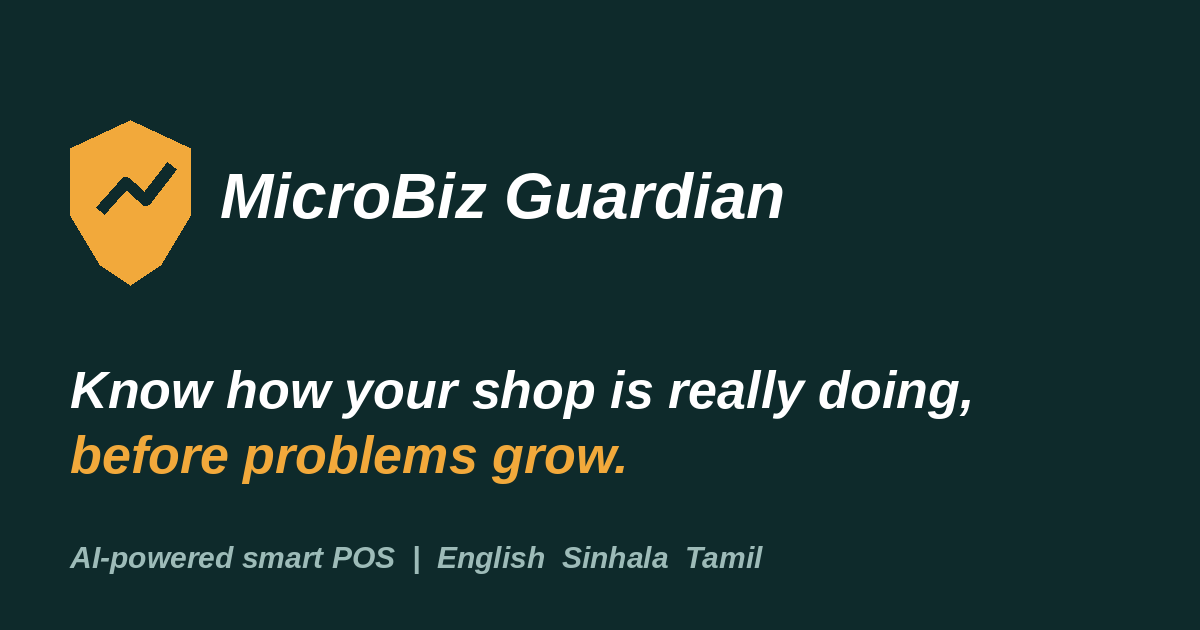 MicroBiz Guardian
Know how your shop is really doing,
before problems grow.
AI-powered smart POS | English Sinhala Tamil